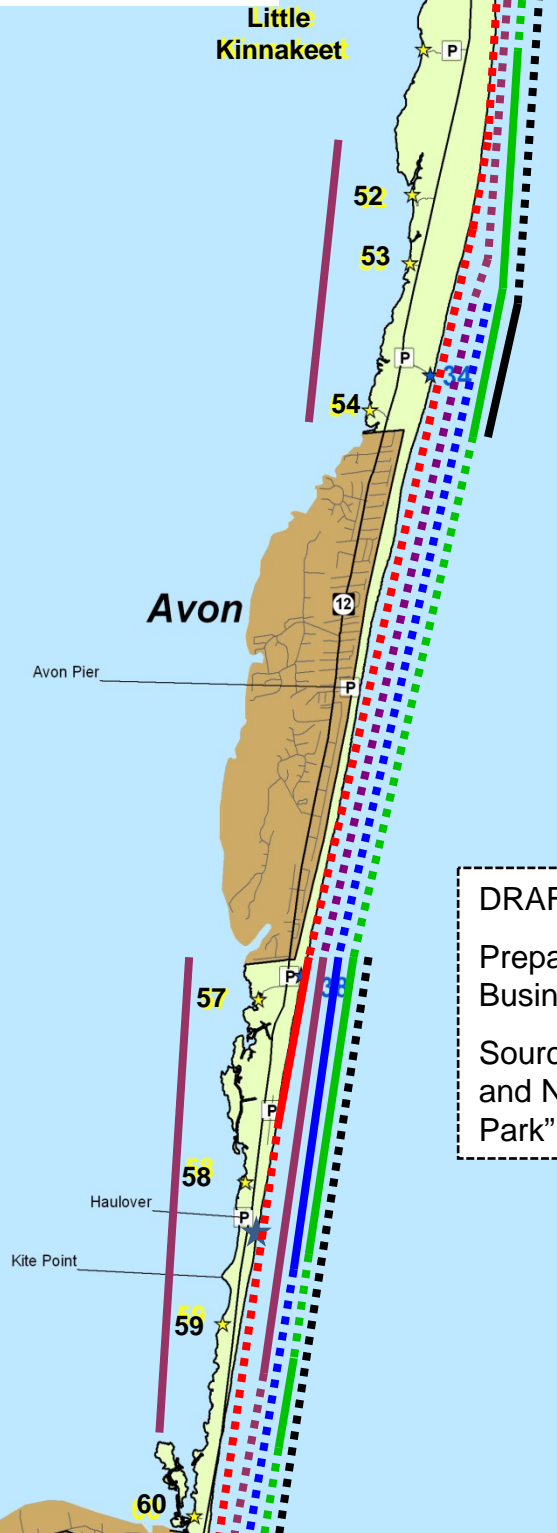 Little
Kinnakeet
P
52
53
P
34
54
12
Avon
Avon Pier
P
DRAF
Prepa
Busin
Sourc
and N
Park”
P
38
57
P
58
Haulover
P
Kite Point
59
60